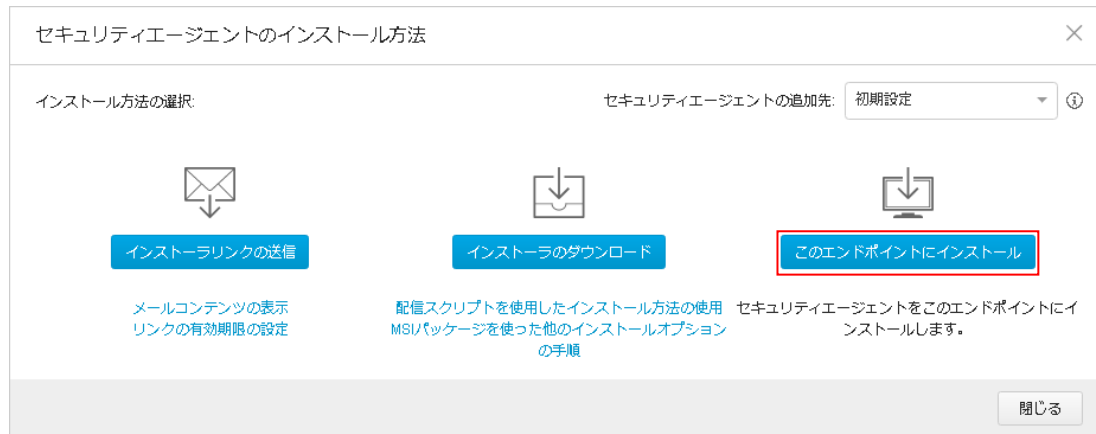 セキュリティエージェントのインストール方法
インストール方法の選択:
セキュリティエージェントの追加先:
初期設定
インストーラリンクの送信
メールコンテンツの表示
リンクの有効期限の設定
インストーラのダウンロード
配信スクリプトを使用したインストール方法の使用
MSIパッケージを使った他のインストールオプション
の手順
このエンドポイントにインストール
セキュリティエージェントをこのエンドポイントにイ
ンストールします。
閉じる